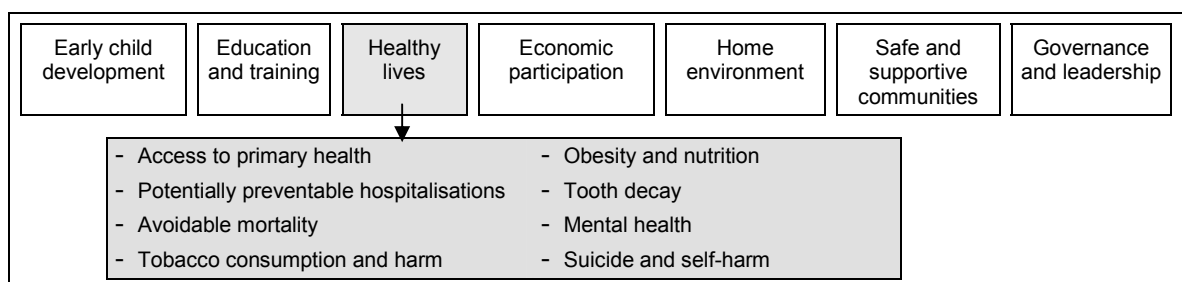 Early child
development
Education
and training
Healthy
lives
Economic
participation
Home
environment
Safe and
supportive
communities
Governance
and leadership
- Access to primary health
- Potentially preventable hospitalisations
- Avoidable mortality
- Tobacco consumption and harm
- Obesity and nutrition
- Tooth decay
- Mental health
- Suicide and self-harm